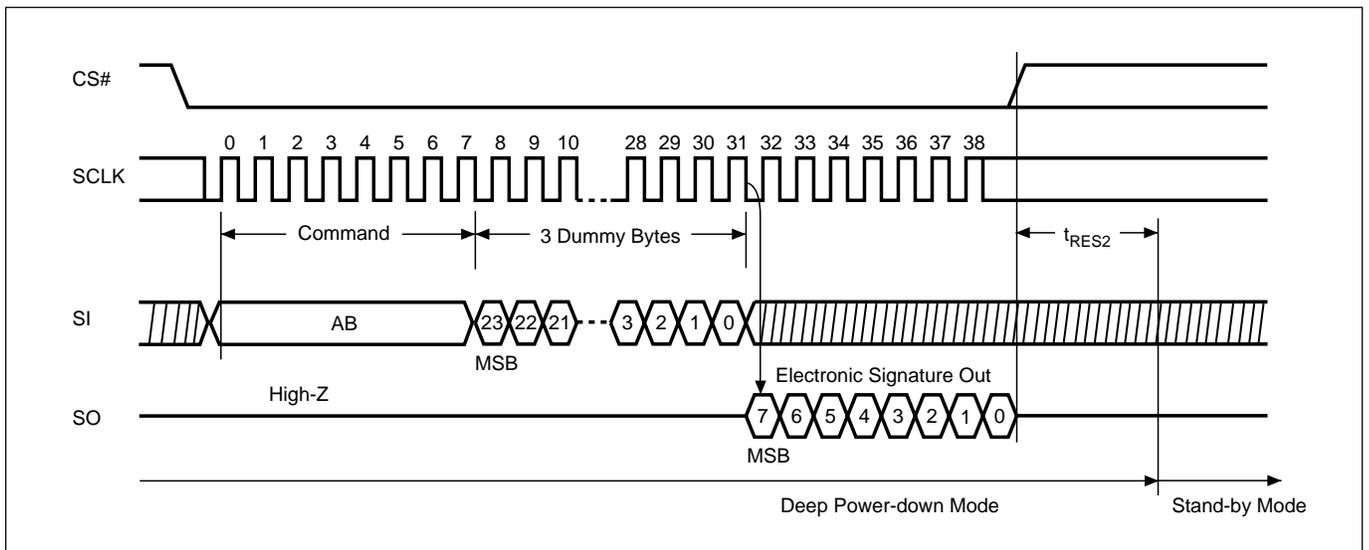 CS#
0 1 2 3 4 5 6 7 8 9 10 28 29 30 31 32 33 34 35 36 37 38
SCLK
Command 3 Dummy Bytes tRES2
SI AB 23 22 21 3 2 1 0
MSB
Electronic Signature Out
High-Z
SO 7 6 5 4 3 2 1 0
MSB
Deep Power-down Mode Stand-by Mode